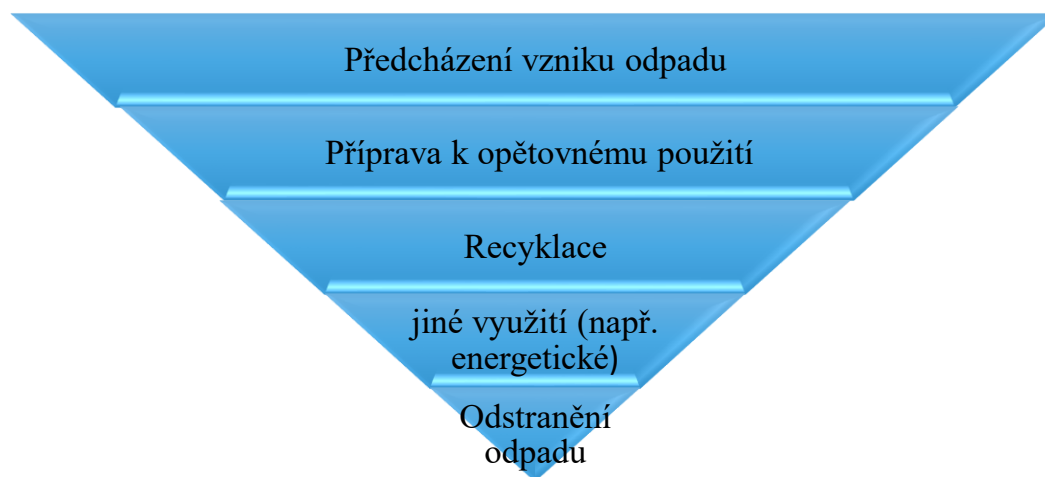 Předcházení vzniku odpadu
Příprava k opětovnému použití
Recyklace
jiné využití (např.
energetické)
Odstranění
odpadu